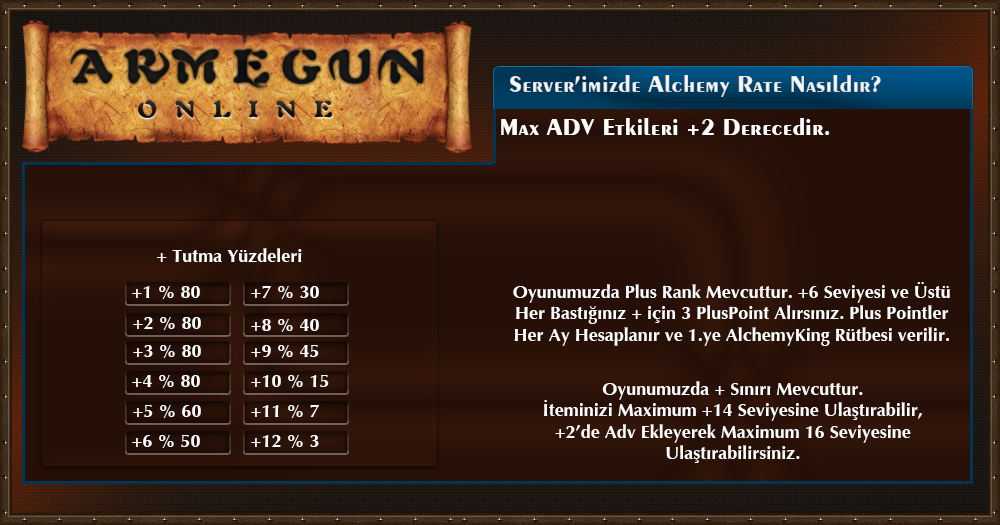 ARMEGUN
ONLINE
Server'imizde Alchemy Rate Nasıldır?
Max ADV Etkileri +2 Derecedir.
+ Tutma Yüzdeleri
+1 % 80
+7 % 30
+2 % 80
+8 % 40
+3 % 80
+9 % 45
+4 % 80
+10 % 15
+5 % 60
+11 % 7
+6 % 50
+12 % 3
Oyunumuzda Plus Rank Mevcuttur. +6 Seviyesi ve Üstü
Her Bastığınız + için 3 PlusPoint Alırsınız. Plus Pointler
Her Ay Hesaplanır ve 1.ye AlchemyKing Rütbesi verilir.
Oyunumuzda + Sınırı Mevcuttur.
İteminizi Maximum +14 Seviyesine Ulaştırabilir,
+2'de Adv Ekleyerek Maximum 16 Seviyesine
Ulaştırabilirsiniz.